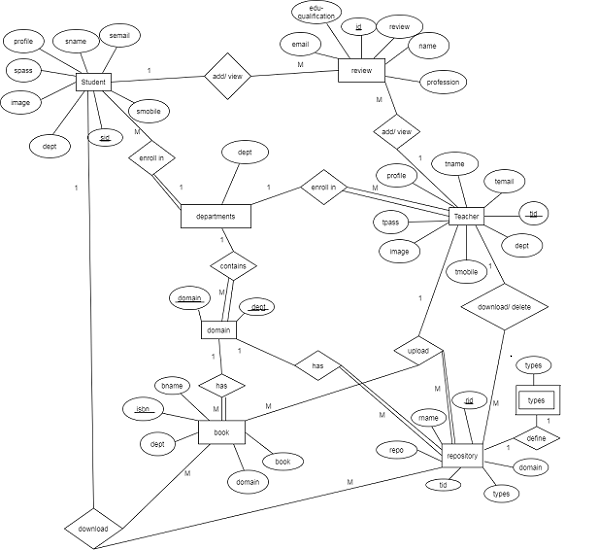 edu-
qualification
id
review
profile
sname
semail
email
name
spass
Student
1
add/ view
M
review
profession
image
smobile
M
dept
sid
M
add/ view
enroll in
dept
1
tname
profile
temail
1
1
enroll in
M
departments
tpass
Teacher
tid
1
image
dept
contains
tmobile
1
M
domain
dept
1
download/ delete
domain
1
1
upload
has
types
bname
has
M
M
types
isbn
M
M
M
rname
rid
M
1
book
define
dept
repo
repository
1
book
domain
domain
M
M
tid
types
download
1